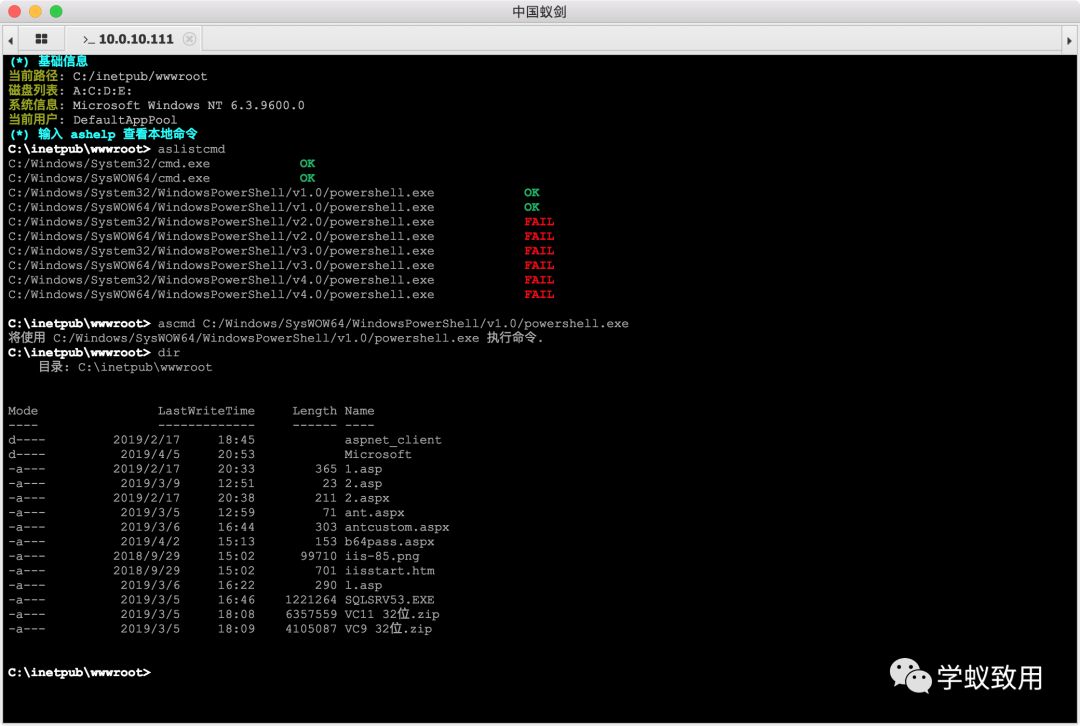 中国蚁剑
>_ 10.0.10.111
(*) 基础信息
当前路径: C:/inetpub/wwwroot
磁盘列表: A:C:D:E:
系统信息: Microsoft Windows NT 6.3.9600.0
当前用户: DefaultAppPool
(*) 输入 ashelp 查看本地命令
C:\inetpub\wwwroot> aslistcmd
C:/Windows/System32/cmd.exe OK
C:/Windows/SysWOW64/cmd.exe OK
C:/Windows/System32/WindowsPowerShell/v1.0/powershell.exe OK
C:/Windows/SysWOW64/WindowsPowerShell/v1.0/powershell.exe OK
C:/Windows/System32/WindowsPowerShell/v2.0/powershell.exe FAIL
C:/Windows/SysWOW64/WindowsPowerShell/v2.0/powershell.exe FAIL
C:/Windows/System32/WindowsPowerShell/v3.0/powershell.exe FAIL
C:/Windows/SysWOW64/WindowsPowerShell/v3.0/powershell.exe FAIL
C:/Windows/System32/WindowsPowerShell/v4.0/powershell.exe FAIL
C:/Windows/SysWOW64/WindowsPowerShell/v4.0/powershell.exe FAIL
C:\inetpub\wwwroot> ascmd C:/Windows/SysWOW64/WindowsPowerShell/v1.0/powershell.exe
将使用 C:/Windows/SysWOW64/WindowsPowerShell/v1.0/powershell.exe 执行命令.
C:\inetpub\wwwroot> dir
目录: C:\inetpub\wwwroot
Mode LastWriteTime Length Name
---- ------------- ------ ----
d---- 2019/2/17 18:45 aspnet_client
d---- 2019/4/5 20:53 Microsoft
-a--- 2019/2/17 20:33 365 1.asp
-a--- 2019/3/9 12:51 23 2.asp
-a--- 2019/2/17 20:38 211 2.aspx
-a--- 2019/3/5 12:59 71 ant.aspx
-a--- 2019/3/6 16:44 303 antcustom.aspx
-a--- 2019/4/2 15:13 153 b64pass.aspx
-a--- 2018/9/29 15:02 99710 iis-85.png
-a--- 2018/9/29 15:02 701 iisstart.htm
-a--- 2019/3/6 16:22 290 l.asp
-a--- 2019/3/5 16:46 1221264 SQLSRV53.EXE
-a--- 2019/3/5 18:08 6357559 VC11 32位.zip
-a--- 2019/3/5 18:09 4105087 VC9 32位.zip
C:\inetpub\wwwroot>
学蚁致用